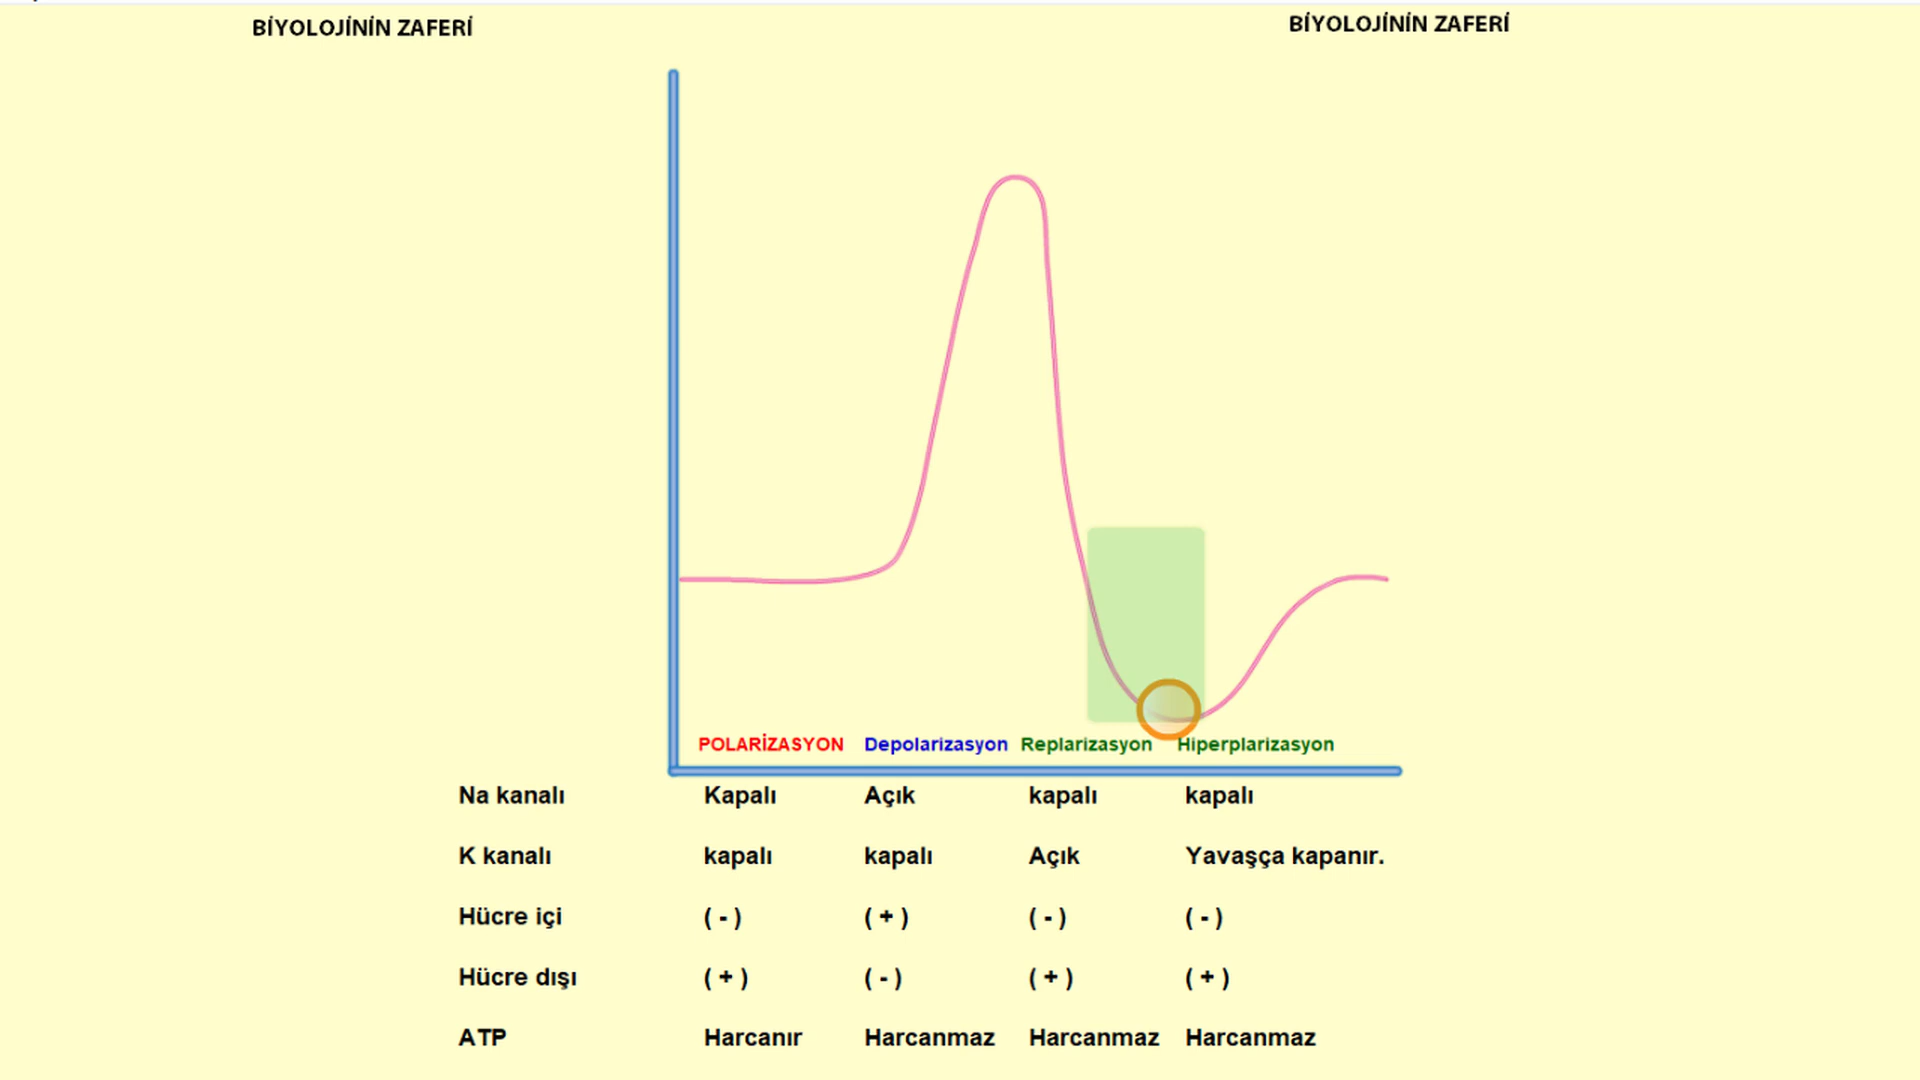 BİYOLOJİNİN ZAFERİ BİYOLOJİNİN ZAFERİ
POLARİZASYON Depolarizasyon Replarizasyon Hiperplarizasyon
Na kanalı Kapalı Açık kapalı kapalı
K kanalı kapalı kapalı Açık Yavaşça kapanır.
Hücre içi ( - ) ( + ) ( - ) ( - )
Hücre dışı ( + ) ( - ) ( + ) ( + )
ATP Harcanır Harcanmaz Harcanmaz Harcanmaz